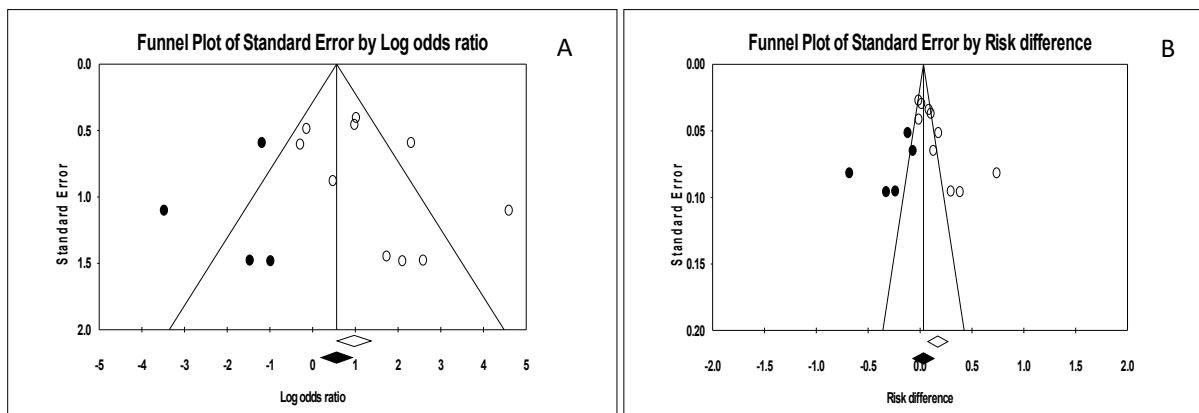 Funnel Plot of Standard Error by Log odds ratio
A
0.00
0.5
1.0
1.5
2.0
Standard Error
-5 -4 -3 -2 -1 0 1 2 3 4 5
Log odds ratio
Funnel Plot of Standard Error by Risk difference
B
0.00
0.05
0.10
0.15
0.20
Standard Error
-2.0 -1.5 -1.0 -0.5 0.0 0.5 1.0 1.5 2.0
Risk difference